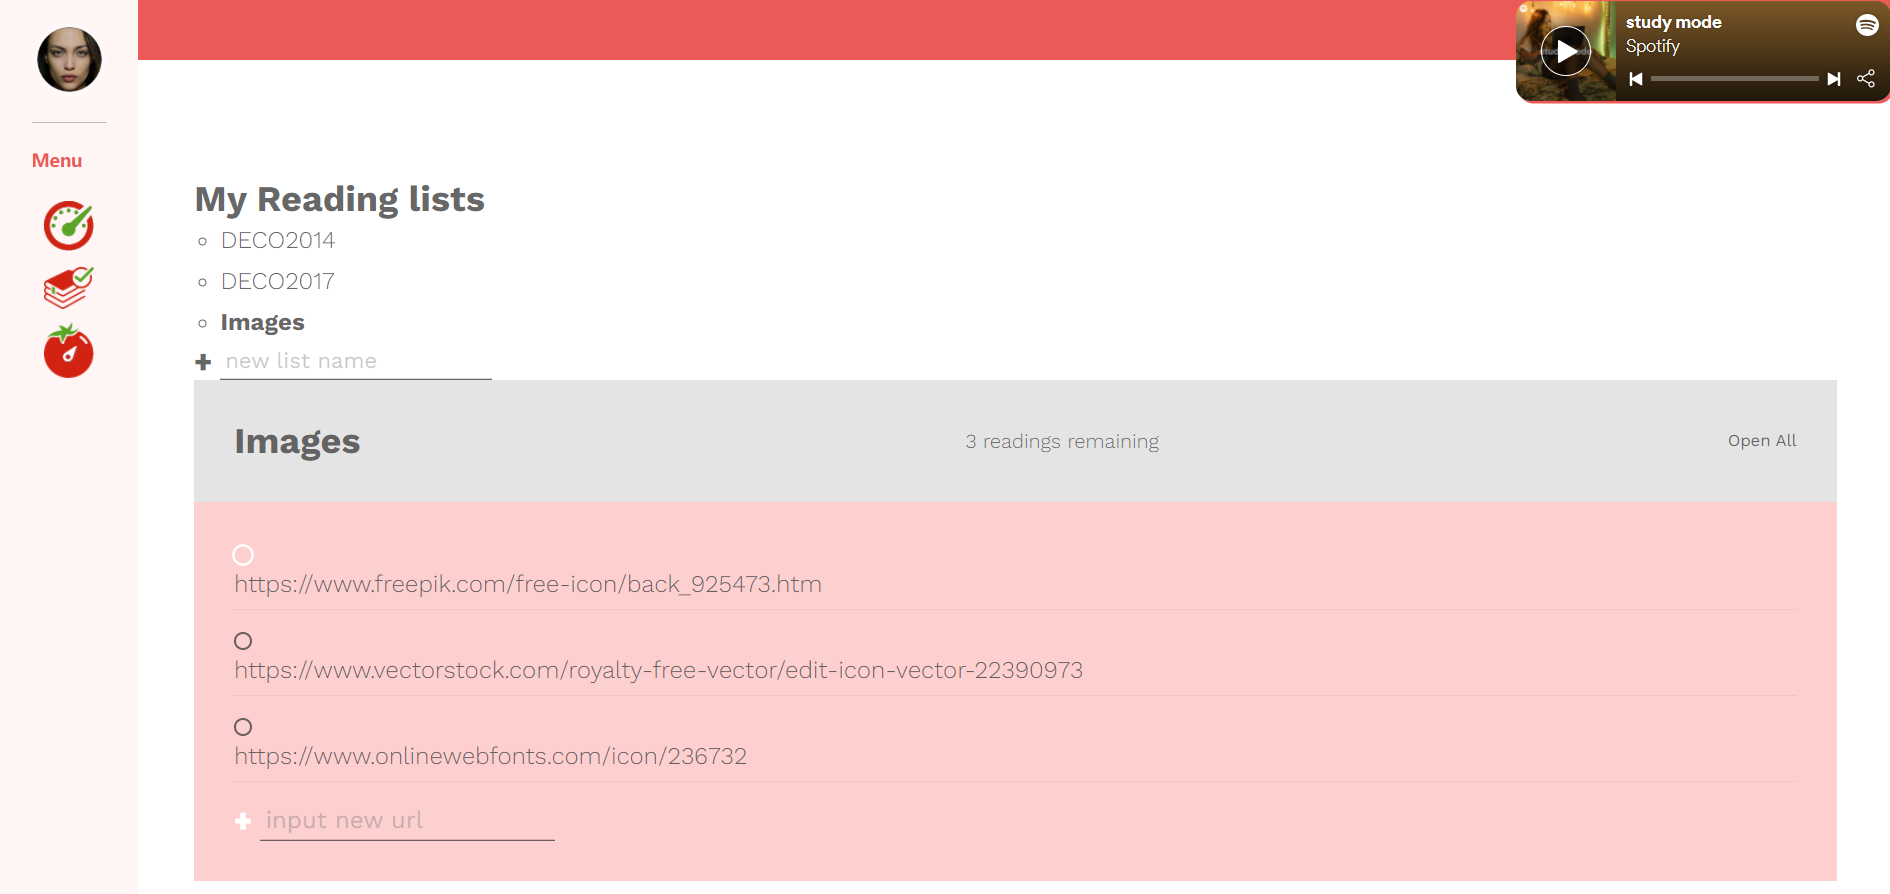 study mode
Spotify
Menu
My Reading lists
DECO2014
DECO2017
Images
new list name
Images
3 readings remaining
Open All
https://www.freepik.com/free-icon/back_925473.htm
https://www.vectorstock.com/royalty-free-vector/edit-icon-vector-22390973
https://www.onlinewebfonts.com/icon/236732
input new url